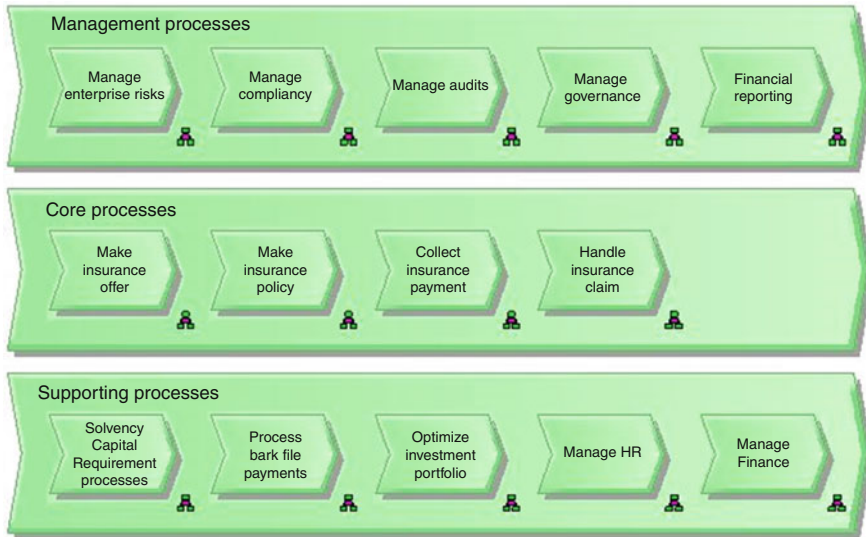 Management processes
Manage
enterprise risks
Manage
compliancy
Manage audits
Manage
governance
Financial
reporting
Core processes
Make
insurance
offer
Make
insurance
policy
Collect
insurance
payment
Handle
insurance
claim
Supporting processes
Solvency
Capital
Requirement
processes
Process
bark file
payments
Optimize
investment
portfolio
Manage HR
Manage
Finance